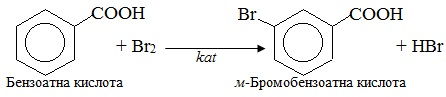 COOH
+ Br2
kat
Br
COOH
+ HBr
Бензоатна кислота
м-Бромобензоатна кислота